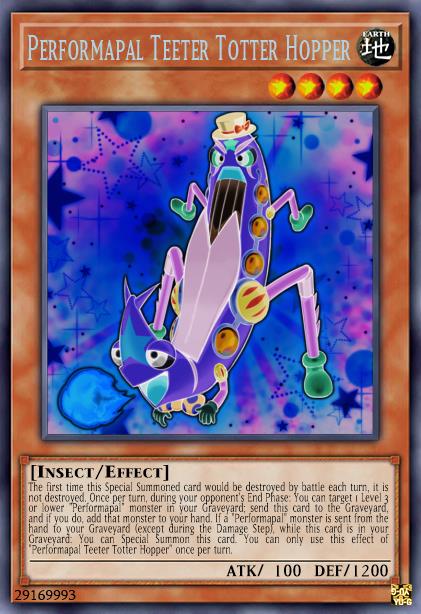 PERFORMAPAL TEETER TOTTER HOPPER
EARTH
地
[INSECT/EFFECT]
The first time this Special Summoned card would be destroyed by battle each turn, it is
not destroyed. Once per turn, during your opponent's End Phase: You can target 1 Level 3
or lower "Performapal" monster in your Graveyard; send this card to the Graveyard,
and if you do, add that monster to your hand. If a "Performapal" monster is sent from
the hand to your Graveyard (except during the Damage Step), while this card is in your
Graveyard: You can Special Summon this card. You can only use this effect of
"Performapal Teeter Totter Hopper" once per turn.
ATK/ 100 DEF/1200
29169993